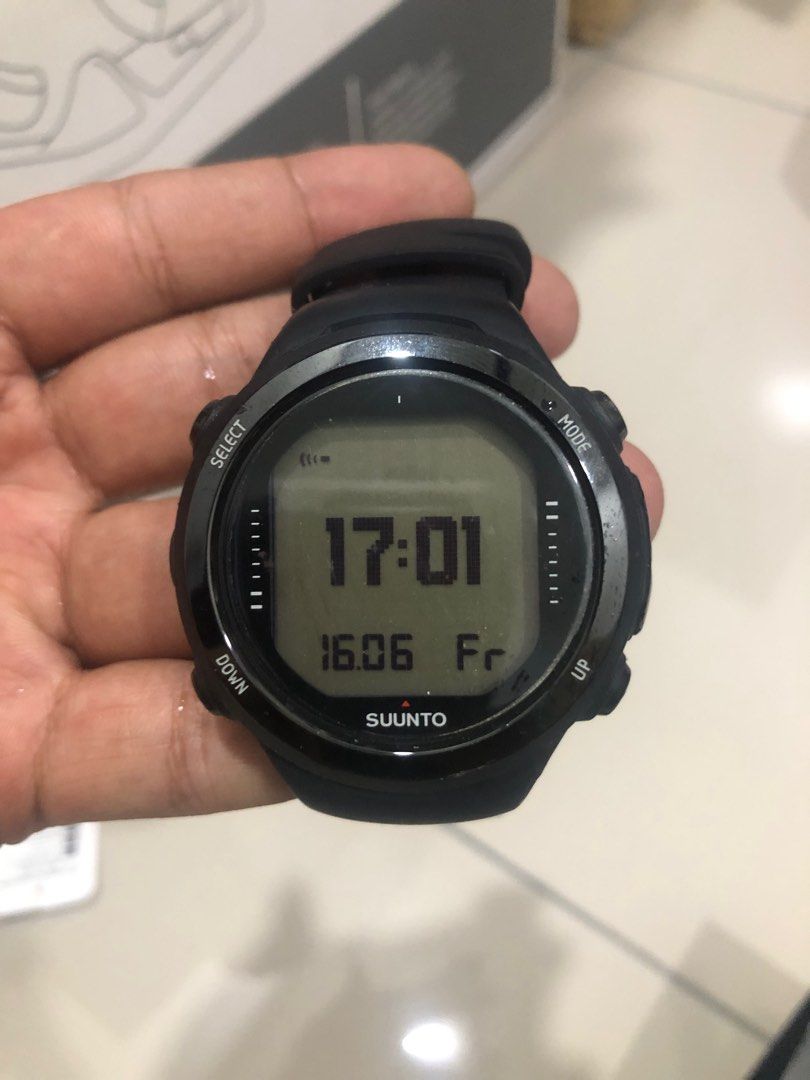 SELECT
MODE
17:01
16.06 Fr
DOWN
UP
SUUNTO